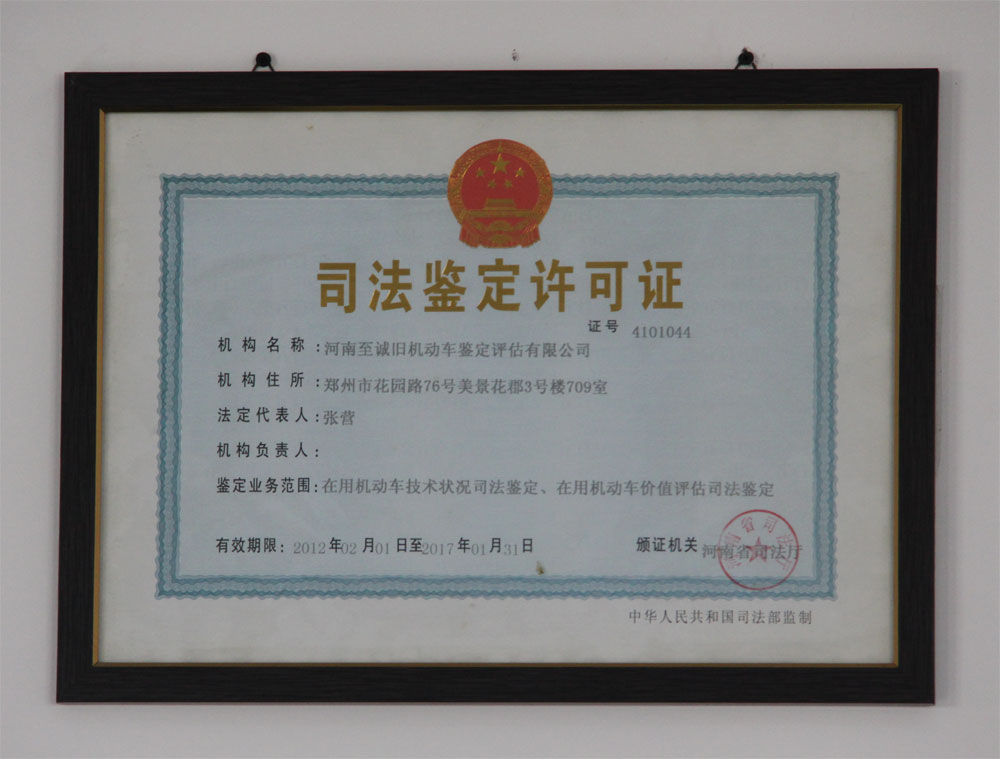 司法鉴定许可证
证号 4101044
机构名称：河南至诚旧机动车鉴定评估有限公司
机构住所：郑州市花园路76号美景花郡3号楼709室
法定代表人：张营
机构负责人：
鉴定业务范围：在用机动车技术状况司法鉴定、在用机动车价值评估司法鉴定
有效期限：2012年02月01日至2017年01月31日 颁证机关 河南省司法厅
河南省司法厅
中华人民共和国司法部监制